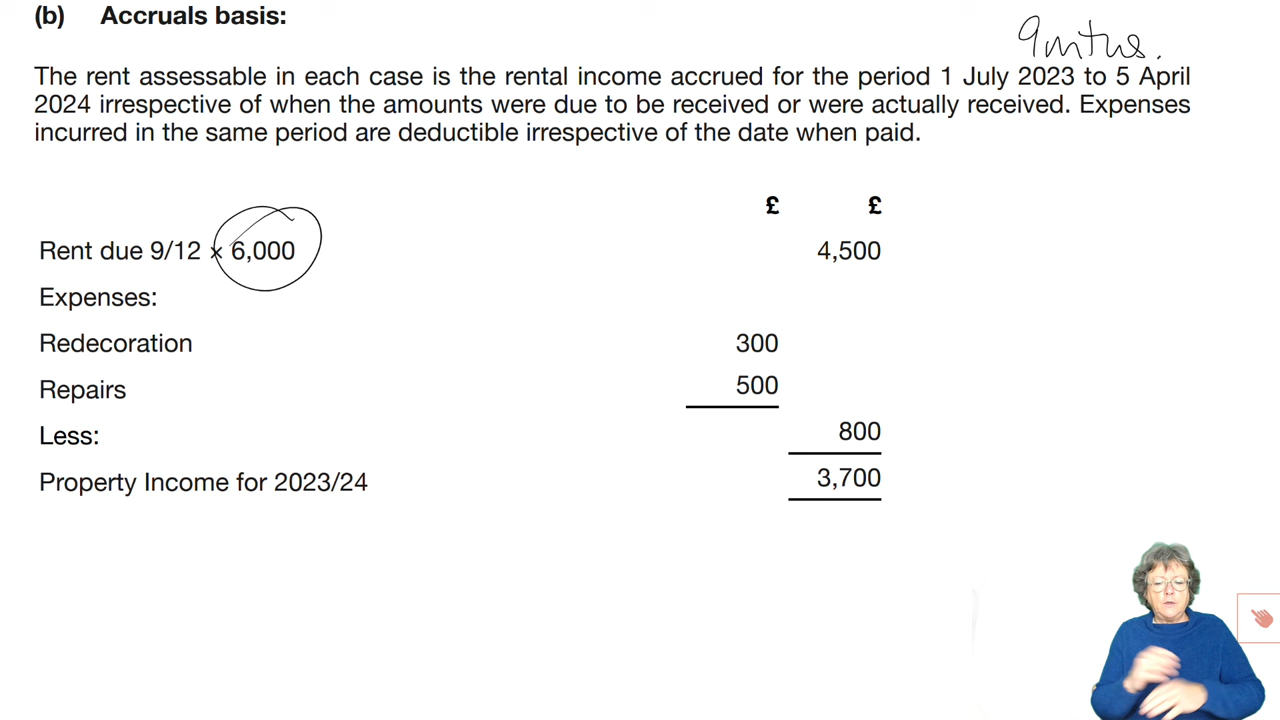 (b) Accruals basis:
9mths.
The rent assessable in each case is the rental income accrued for the period 1 July 2023 to 5 April
2024 irrespective of when the amounts were due to be received or were actually received. Expenses
incurred in the same period are deductible irrespective of the date when paid.
£ £
Rent due 9/12 × 6,000 4,500
Expenses:
Redecoration 300
Repairs 500
Less: 800
Property Income for 2023/24 3,700